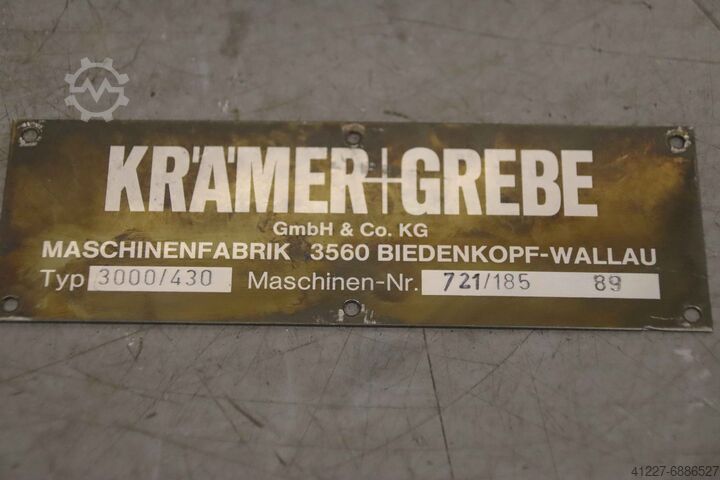 KRÄMER+GREBE
GmbH & Co. KG
MASCHINENFABRIK 3560 BIEDENKOPF-WALLAU
Typ 3000/430 Maschinen-Nr. 721/185 89
41227-6886527